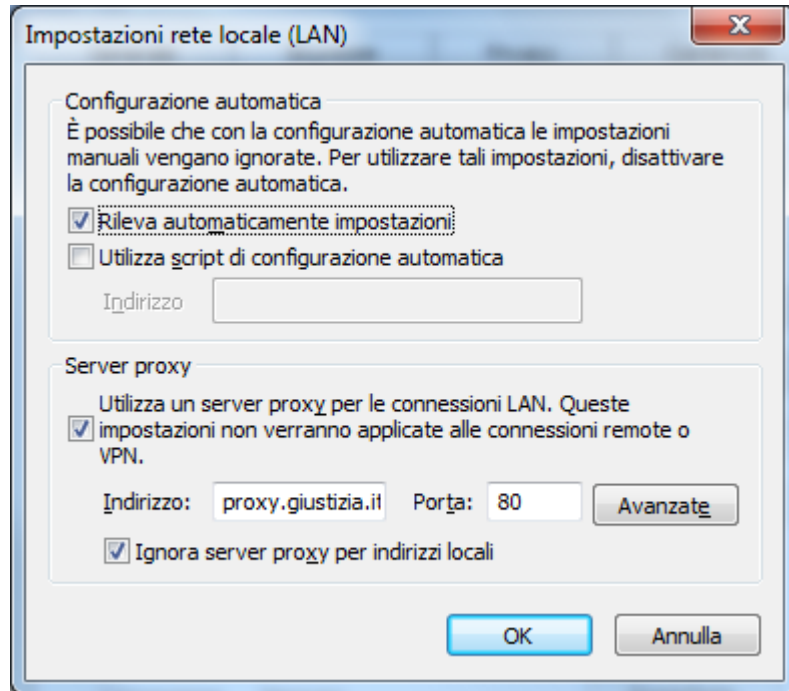 Impostazioni rete locale (LAN)
Configurazione automatica
È possibile che con la configurazione automatica le impostazioni
manuali vengano ignorate. Per utilizzare tali impostazioni, disattivare
la configurazione automatica.
Rileva automaticamente impostazioni
Utilizza script di configurazione automatica
Indirizzo
Server proxy
Utilizza un server proxy per le connessioni LAN. Queste
impostazioni non verranno applicate alle connessioni remote o
VPN.
Indirizzo: proxy.giustizia.it Porta: 80 Avanzate
Ignora server proxy per indirizzi locali
OK Annulla